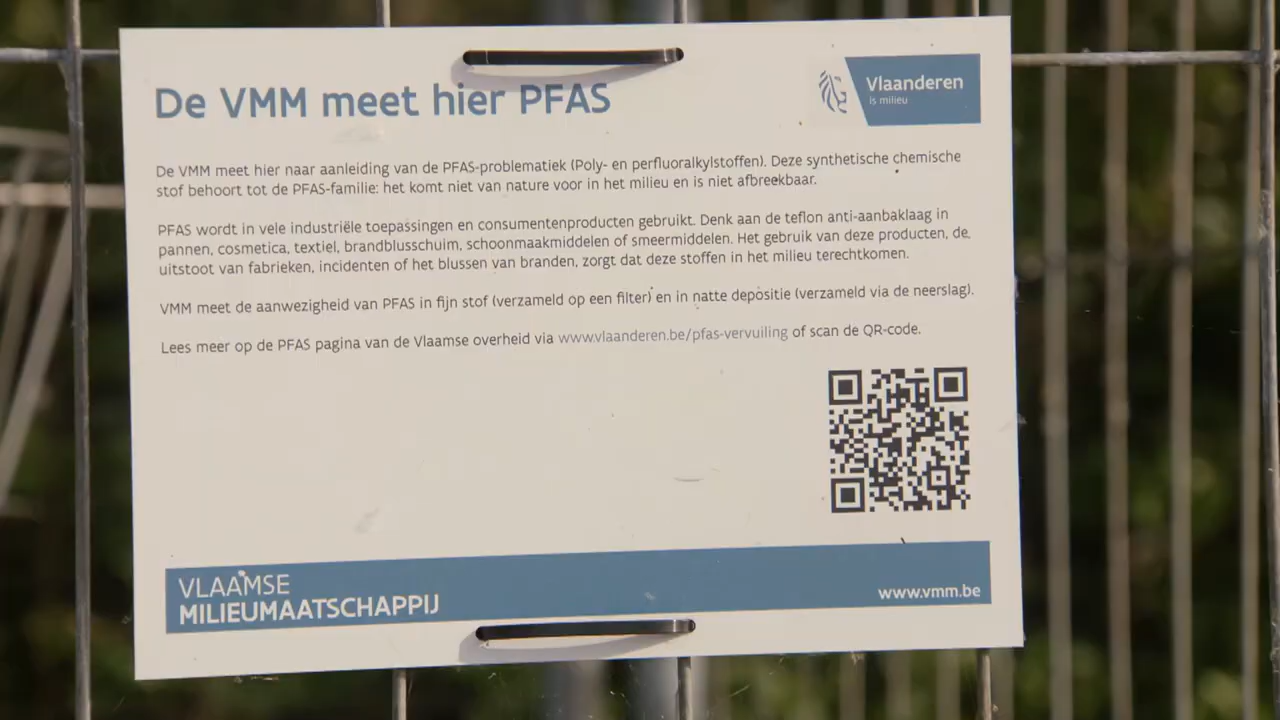 De VMM meet hier PFAS
Vlaanderen
is milieu
De VMM meet hier naar aanleiding van de PFAS-problematiek (Poly- en perfluoralkylstoffen). Deze synthetische chemische
stof behoort tot de PFAS-familie: het komt niet van nature voor in het milieu en is niet afbreekbaar.
PFAS wordt in vele industriële toepassingen en consumentenproducten gebruikt. Denk aan de teflon anti-aanbaklaag in
pannen, cosmetica, textiel, brandblusschuim, schoonmaakmiddelen of smeermiddelen. Het gebruik van deze producten, de
uitstoot van fabrieken, incidenten of het blussen van branden, zorgt dat deze stoffen in het milieu terechtkomen.
VMM meet de aanwezigheid van PFAS in fijn stof (verzameld op een filter) en in natte depositie (verzameld via de neerslag).
Lees meer op de PFAS pagina van de Vlaamse overheid via www.vlaanderen.be/pfas-vervuiling of scan de QR-code.
VLAAMSE
MILIEUMAATSCHAPPIJ
www.vmm.be